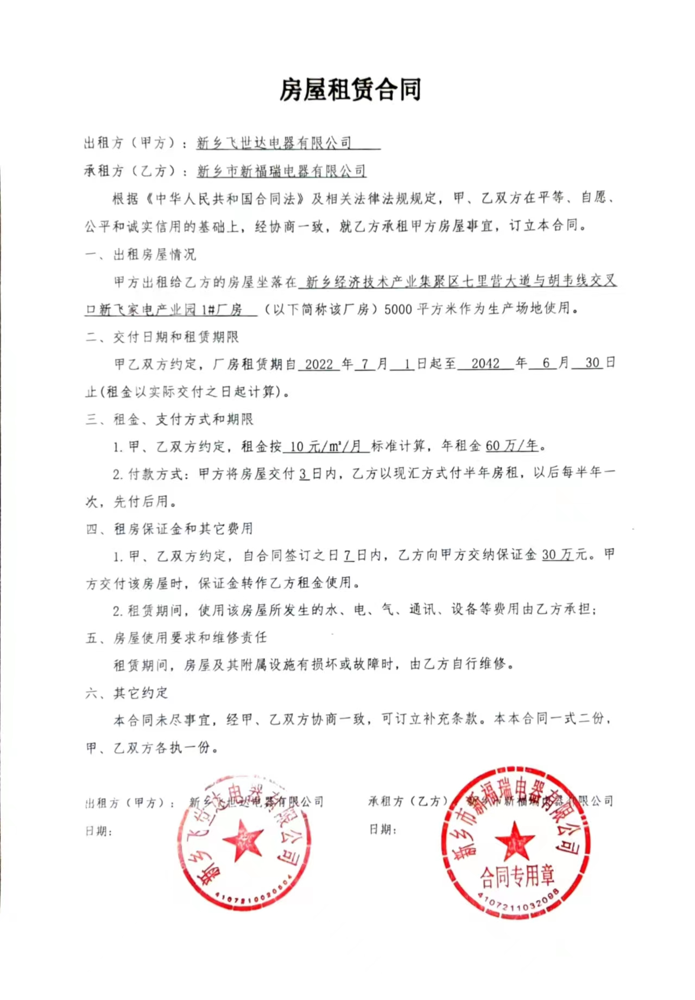 房屋租赁合同
出租方（甲方）：新乡飞世达电器有限公司
承租方（乙方）：新乡市新福瑞电器有限公司
根据《中华人民共和国合同法》及相关法律法规规定，甲、乙双方在平等、自愿、
公平和诚实信用的基础上，经协商一致，就乙方承租甲方房屋事宜，订立本合同。
一、出租房屋情况
甲方出租给乙方的房屋坐落在 新乡经济技术产业集聚区七里营大道与胡韦线交叉
口新飞家电产业园 1#厂房 （以下简称该厂房）5000 平方米作为生产场地使用。
二、交付日期和租赁期限
甲乙双方约定，厂房租赁期自 2022 年 7 月 1 日起至 2042 年 6 月 30 日
止(租金以实际交付之日起计算)。
三、租金、支付方式和期限
1. 甲、乙双方约定，租金按 10 元/㎡/月 标准计算，年租金 60 万/年。
2. 付款方式：甲方将房屋交付 3 日内，乙方以现汇方式付半年房租，以后每半年一
次，先付后用。
四、租房保证金和其它费用
1. 甲、乙双方约定，自合同签订之日 7 日内，乙方向甲方交纳保证金 30 万元。甲
方交付该房屋时，保证金转作乙方租金使用。
2. 租赁期间，使用该房屋所发生的水、电、气、通讯、设备等费用由乙方承担；
五、房屋使用要求和维修责任
租赁期间，房屋及其附属设施有损坏或故障时，由乙方自行维修。
六、其它约定
本合同未尽事宜，经甲、乙双方协商一致，可订立补充条款。本本合同一式二份，
甲、乙双方各执一份。
出租方（甲方）：新乡飞世达电器有限公司
承租方（乙方）：新乡市新福瑞电器有限公司
日期：
日期：
新乡飞世达电器有限公司
4107210020504
新乡市新福瑞电器有限公司
合同专用章
4107211032098